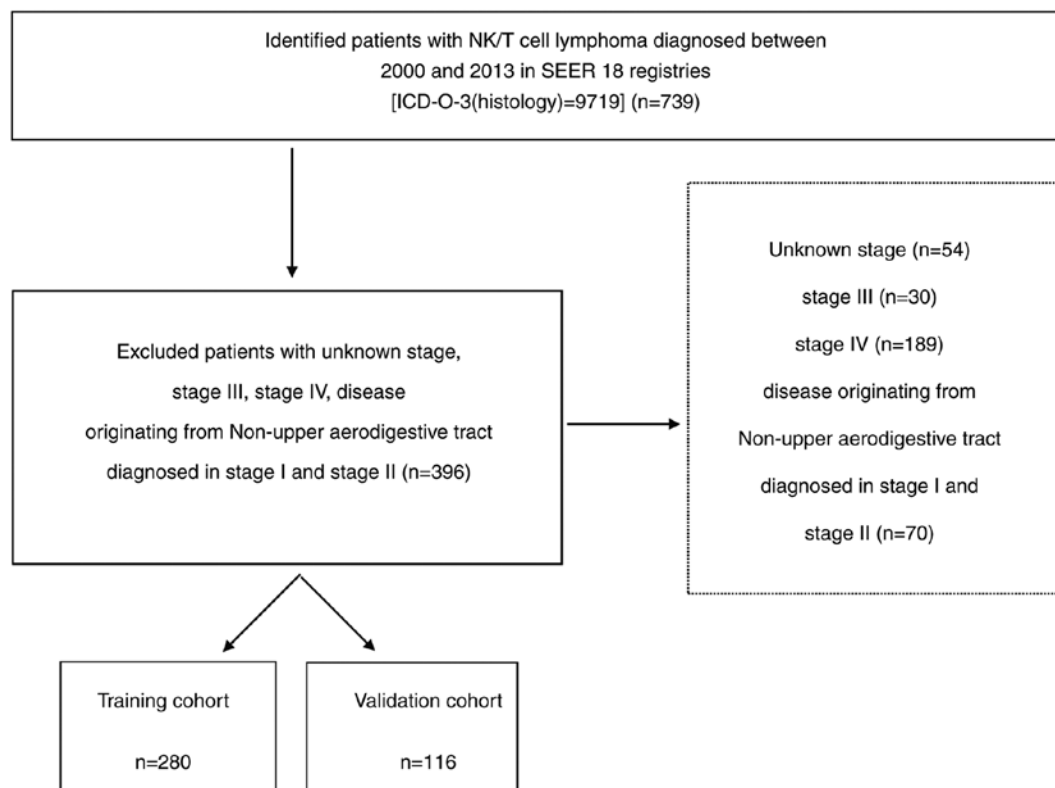 Identified patients with NK/T cell lymphoma diagnosed between
2000 and 2013 in SEER 18 registries
[ICD-O-3(histology)=9719] (n=739)
Excluded patients with unknown stage,
stage III, stage IV, disease
originating from Non-upper aerodigestive tract
diagnosed in stage I and stage II (n=396)
Unknown stage (n=54)
stage III (n=30)
stage IV (n=189)
disease originating from
Non-upper aerodigestive tract
diagnosed in stage I and
stage II (n=70)
Training cohort
n=280
Validation cohort
n=116